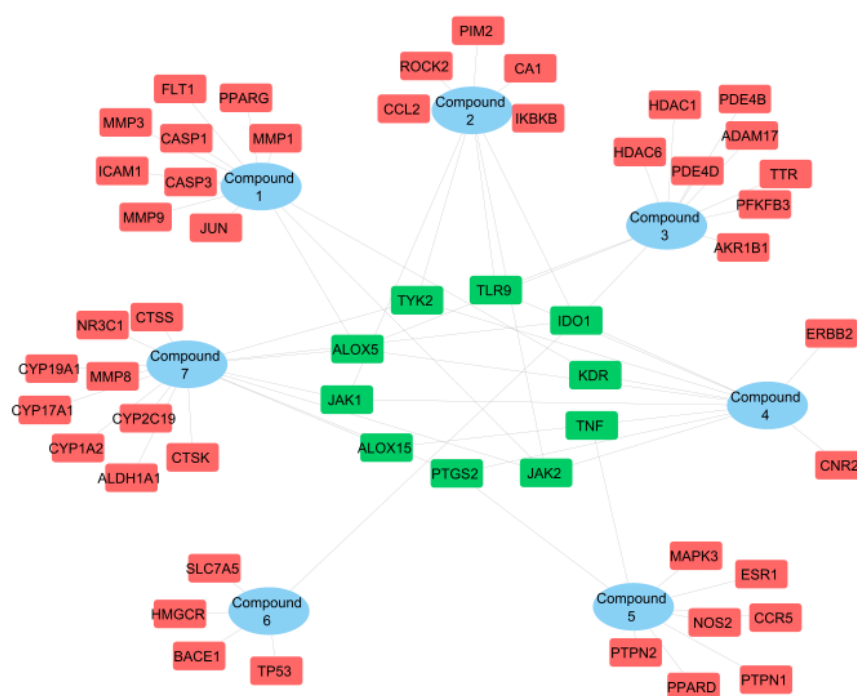 PIM2
ROCK2
CA1
CCL2
Compound
2
IKBKB
FLT1
PPARG
MMP3
CASP1
MMP1
ICAM1
CASP3
Compound
1
MMP9
JUN
HDAC1
PDE4B
ADAM17
HDAC6
PDE4D
TTR
PFKFB3
Compound
3
AKR1B1
TYK2
TLR9
IDO1
ALOX5
KDR
JAK1
TNF
ALOX15
PTGS2
JAK2
NR3C1
CTSS
Compound
7
CYP19A1
MMP8
CYP17A1
CYP2C19
CYP1A2
CTSK
ALDH1A1
ERBB2
Compound
4
CNR2
SLC7A5
HMGCR
Compound
6
BACE1
TP53
MAPK3
ESR1
Compound
5
NOS2
CCR5
PTPN2
PPARD
PTPN1